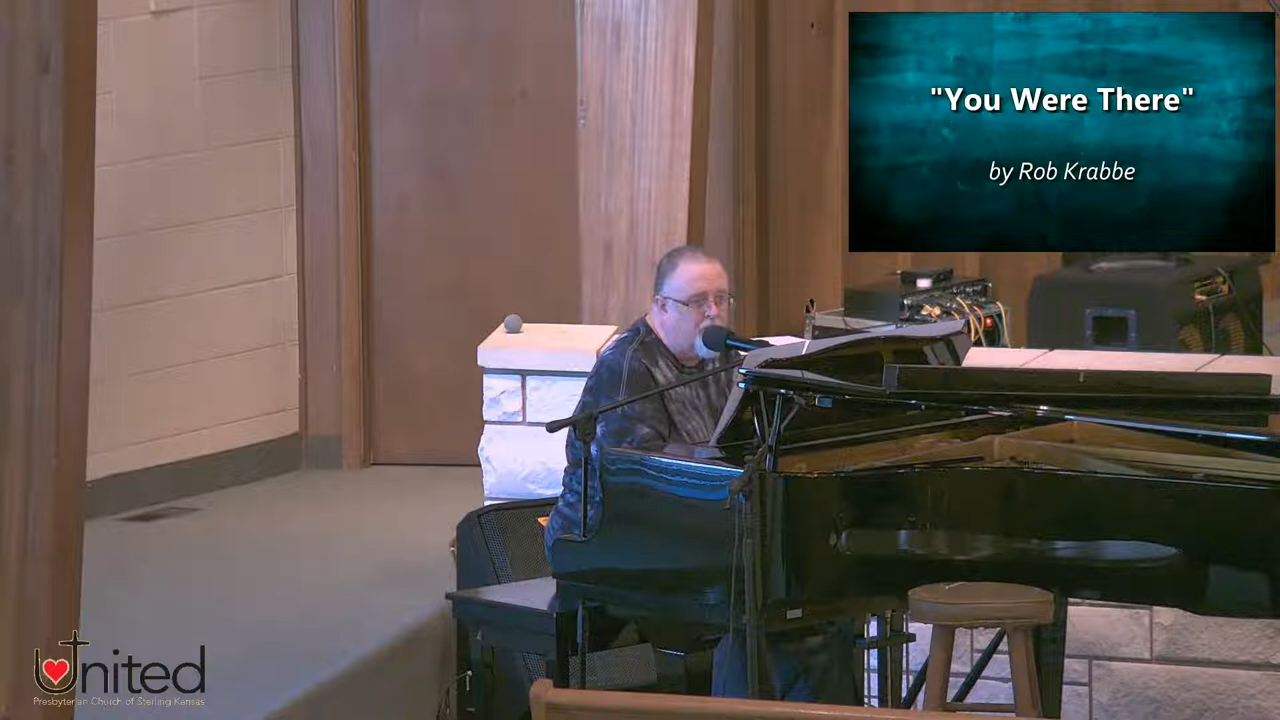 "You Were There"
by Rob Krabbe
United
Presbyterian Church of Sterling Kansas